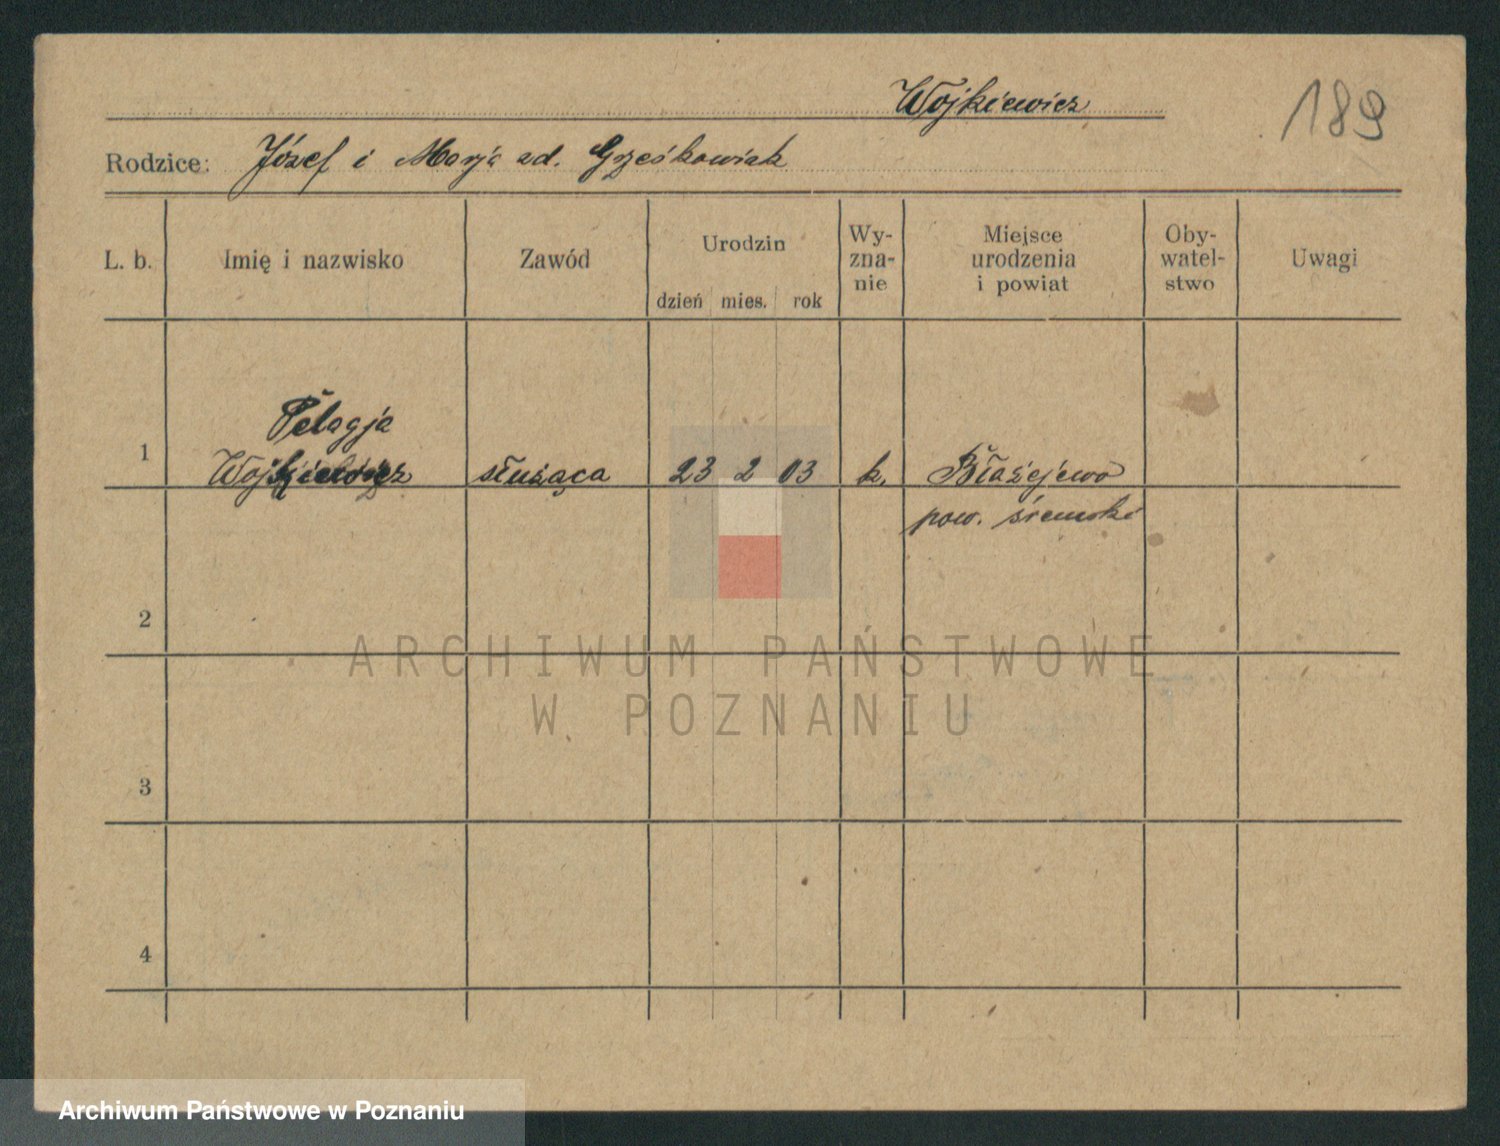 Wojkiewicz
189
Rodzice: Józef i Marja zd. Grześkowiak
L. b.
Imię i nazwisko
Zawód
Urodzin
dzień mies. rok
Wy-
zna-
nie
Miejsce
urodzenia
i powiat
Oby-
watel-
stwo
Uwagi
1
Pelagja
Wojkiewicz
służąca
23 2 03
k.
Błażejewo
pow. śremski
2
3
4
ARCHIWUM PAŃSTWOWE
W POZNANIU
Archiwum Państwowe w Poznaniu